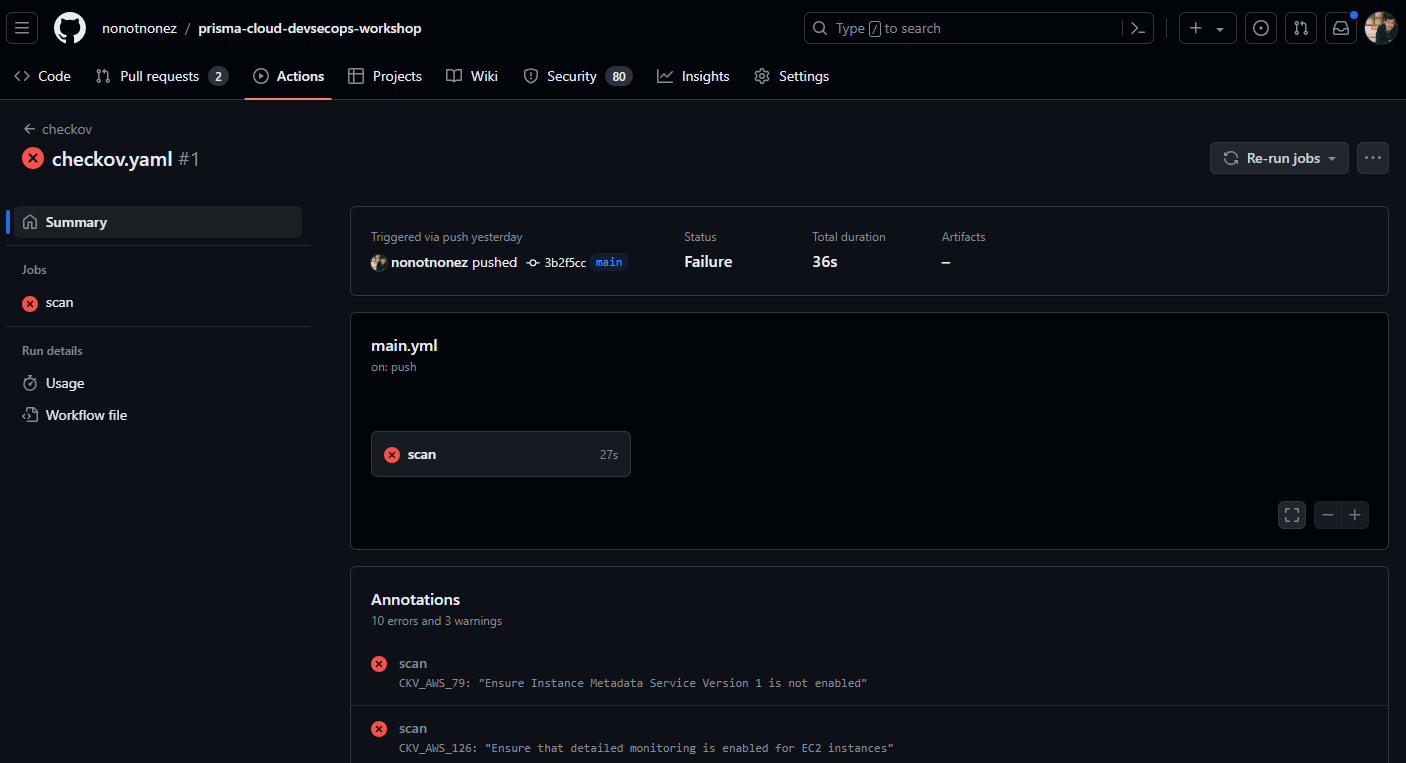 nonotnonez / prisma-cloud-devsecops-workshop
Type / to search
Code
Pull requests 2
Actions
Projects
Wiki
Security 80
Insights
Settings
checkov
checkov.yaml #1
Re-run jobs
Summary
Jobs
scan
Run details
Usage
Workflow file
Triggered via push yesterday
nonotnonez pushed 3b2f5cc main
Status
Failure
Total duration
36s
Artifacts
–
main.yml
on: push
scan 27s
Annotations
10 errors and 3 warnings
scan
CKV_AWS_79: "Ensure Instance Metadata Service Version 1 is not enabled"
scan
CKV_AWS_126: "Ensure that detailed monitoring is enabled for EC2 instances"